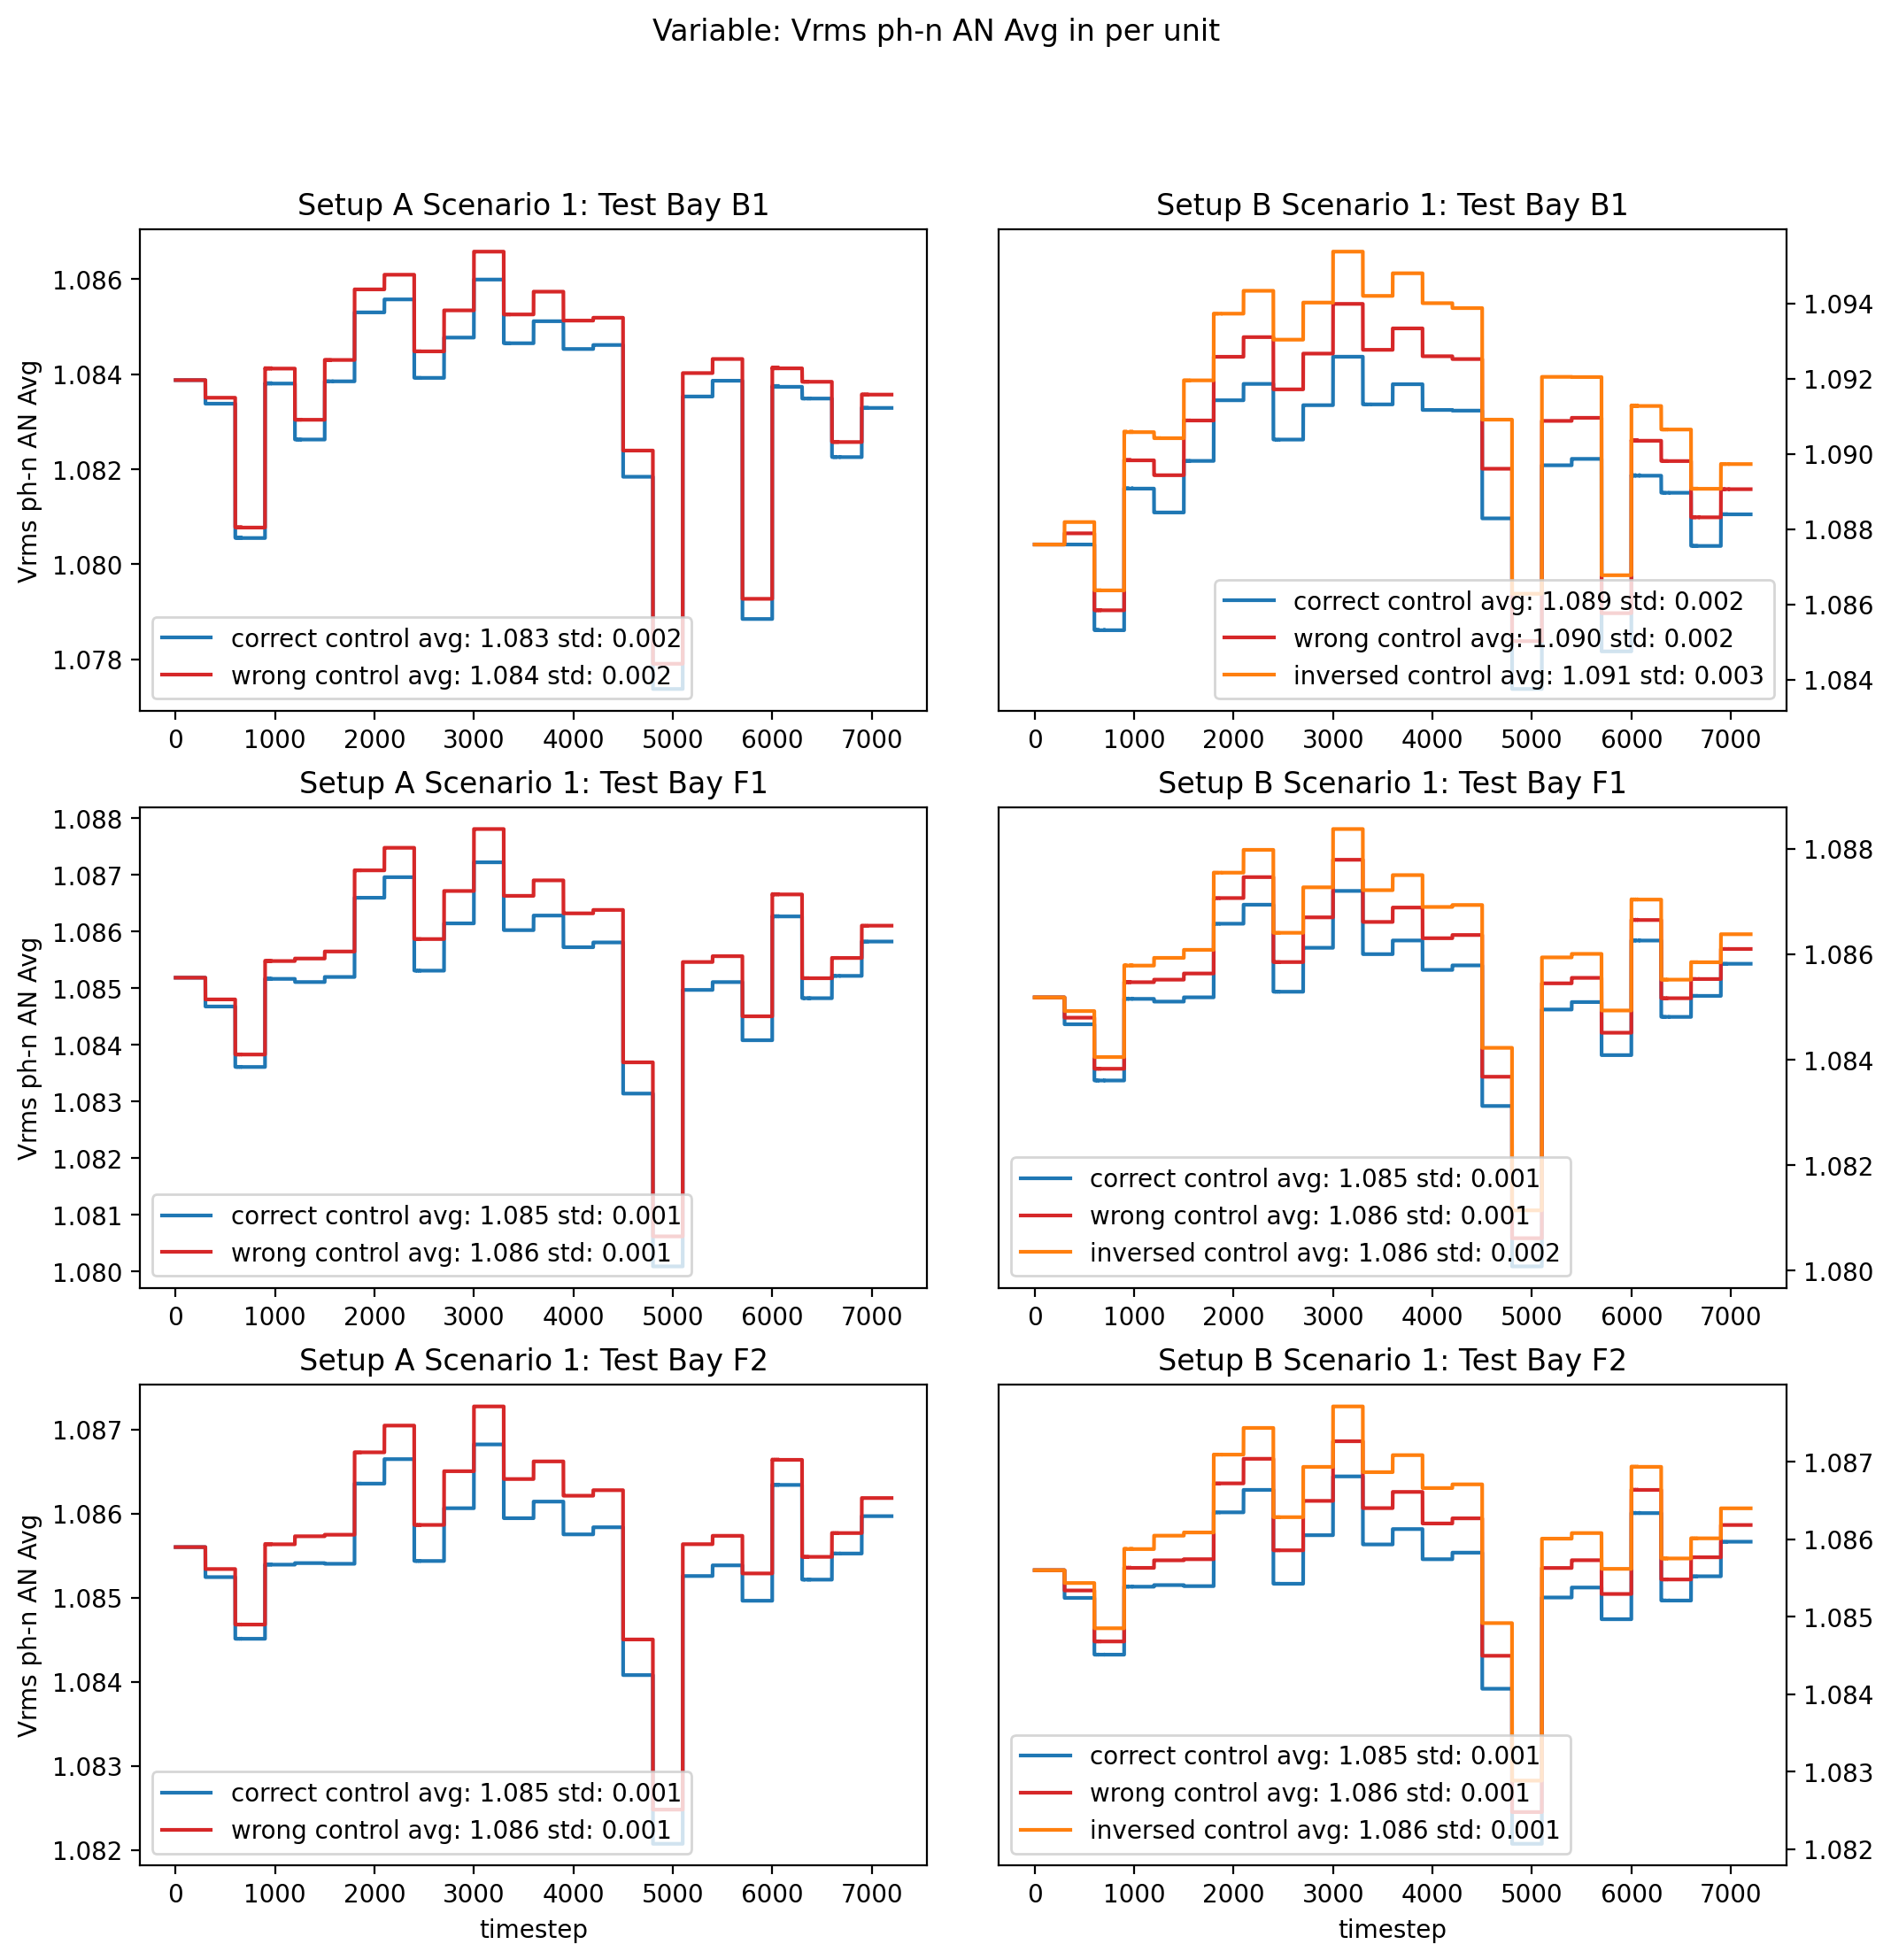 Variable: Vrms ph-n AN Avg in per unit
Setup A Scenario 1: Test Bay B1
Vrms ph-n AN Avg
1.086
1.084
1.082
1.080
1.078
correct control avg: 1.083 std: 0.002
wrong control avg: 1.084 std: 0.002
0 1000 2000 3000 4000 5000 6000 7000
Setup B Scenario 1: Test Bay B1
1.094
1.092
1.090
1.088
1.086
1.084
correct control avg: 1.089 std: 0.002
wrong control avg: 1.090 std: 0.002
inversed control avg: 1.091 std: 0.003
0 1000 2000 3000 4000 5000 6000 7000
Setup A Scenario 1: Test Bay F1
Vrms ph-n AN Avg
1.088
1.087
1.086
1.085
1.084
1.083
1.082
1.081
1.080
correct control avg: 1.085 std: 0.001
wrong control avg: 1.086 std: 0.001
0 1000 2000 3000 4000 5000 6000 7000
Setup B Scenario 1: Test Bay F1
1.088
1.086
1.084
1.082
1.080
correct control avg: 1.085 std: 0.001
wrong control avg: 1.086 std: 0.001
inversed control avg: 1.086 std: 0.002
0 1000 2000 3000 4000 5000 6000 7000
Setup A Scenario 1: Test Bay F2
Vrms ph-n AN Avg
1.087
1.086
1.085
1.084
1.083
1.082
correct control avg: 1.085 std: 0.001
wrong control avg: 1.086 std: 0.001
0 1000 2000 3000 4000 5000 6000 7000
timestep
Setup B Scenario 1: Test Bay F2
1.087
1.086
1.085
1.084
1.083
1.082
correct control avg: 1.085 std: 0.001
wrong control avg: 1.086 std: 0.001
inversed control avg: 1.086 std: 0.001
0 1000 2000 3000 4000 5000 6000 7000
timestep